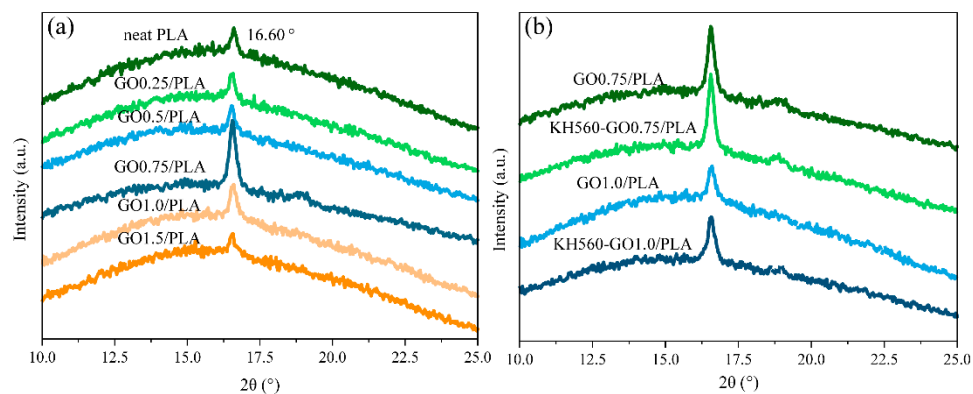 (a)
neat PLA
16.60°
GO0.25/PLA
GO0.5/PLA
GO0.75/PLA
GO1.0/PLA
GO1.5/PLA
Intensity (a.u.)
10.0 12.5 15.0 17.5 20.0 22.5 25.0
2θ (°)
(b)
GO0.75/PLA
KH560-GO0.75/PLA
GO1.0/PLA
KH560-GO1.0/PLA
Intensity (a.u.)
10.0 12.5 15.0 17.5 20.0 22.5 25.0
2θ (°)